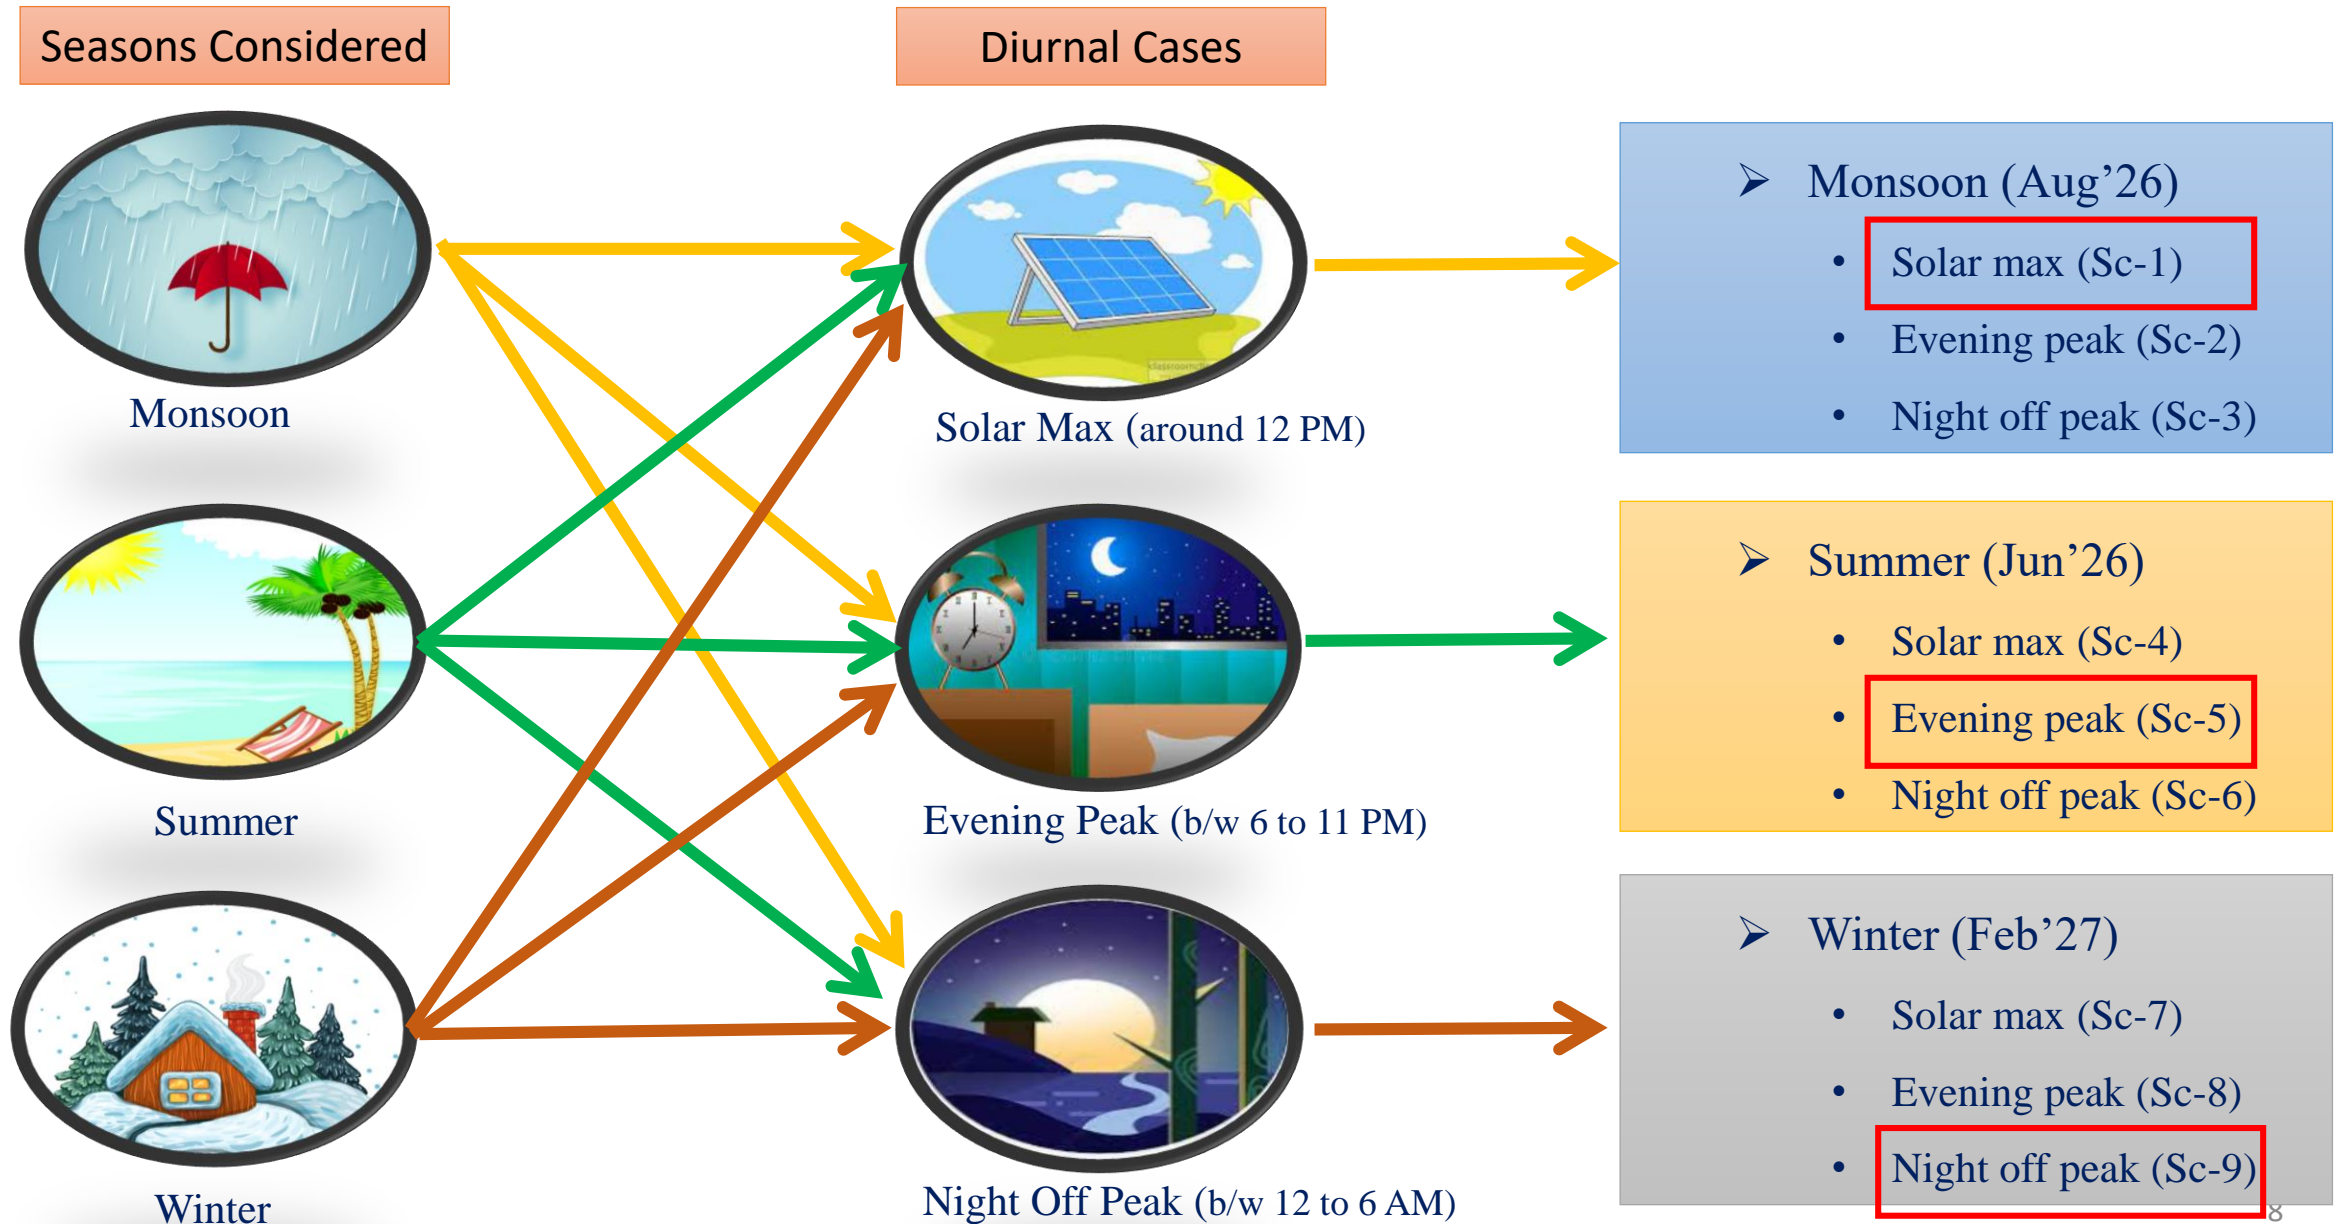 Seasons Considered
Diurnal Cases
Monsoon
Summer
Winter
Solar Max (around 12 PM)
Evening Peak (b/w 6 to 11 PM)
Night Off Peak (b/w 12 to 6 AM)
➢ Monsoon (Aug’26)
• Solar max (Sc-1)
• Evening peak (Sc-2)
• Night off peak (Sc-3)
➢ Summer (Jun’26)
• Solar max (Sc-4)
• Evening peak (Sc-5)
• Night off peak (Sc-6)
➢ Winter (Feb’27)
• Solar max (Sc-7)
• Evening peak (Sc-8)
• Night off peak (Sc-9)
8